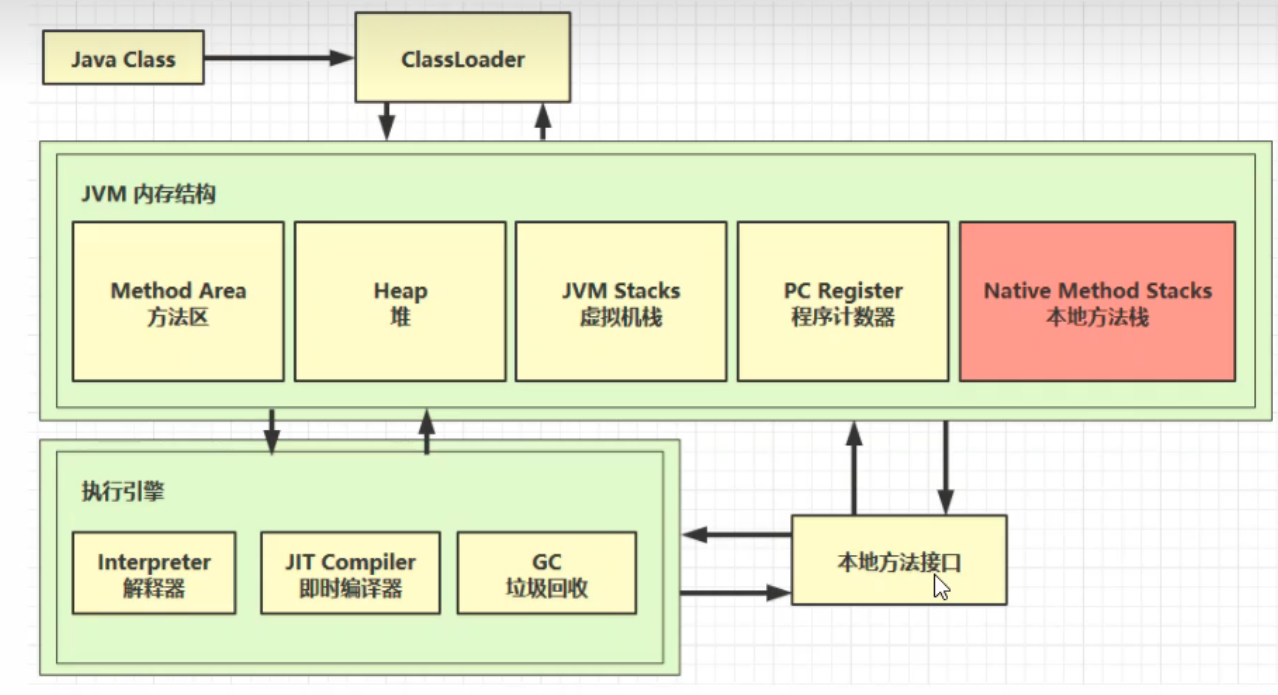 Java Class
ClassLoader
JVM 内存结构
Method Area
方法区
Heap
堆
JVM Stacks
虚拟机栈
PC Register
程序计数器
Native Method Stacks
本地方法栈
执行引擎
Interpreter
解释器
JIT Compiler
即时编译器
GC
垃圾回收
本地方法接口